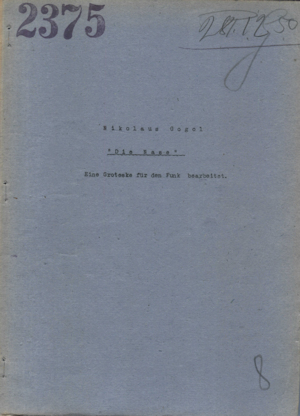 2375
Nikolaus Gogol
"Die Nase"
Eine Groteske für den Funk bearbeitet.
8